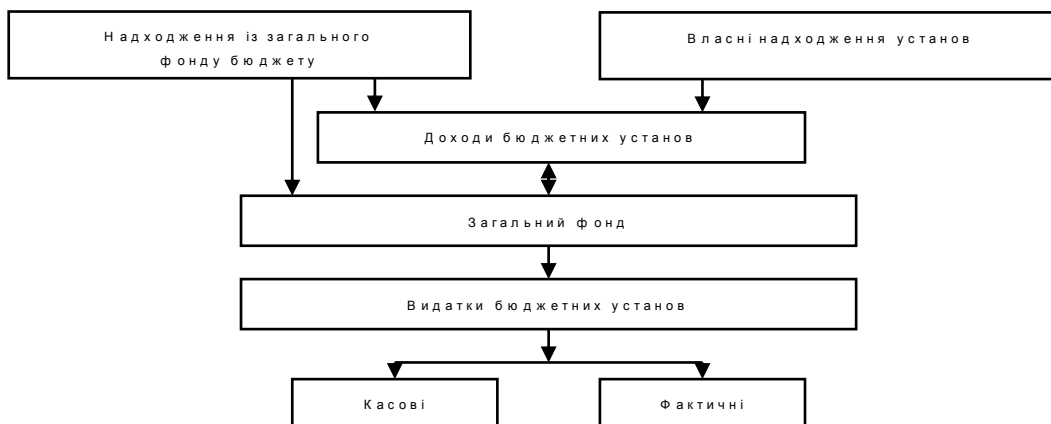 Надходження із загального
фонду бюджету
Власні надходження установ
Доходи бюджетних установ
Загальний фонд
Видатки бюджетних установ
Касові
Фактичні